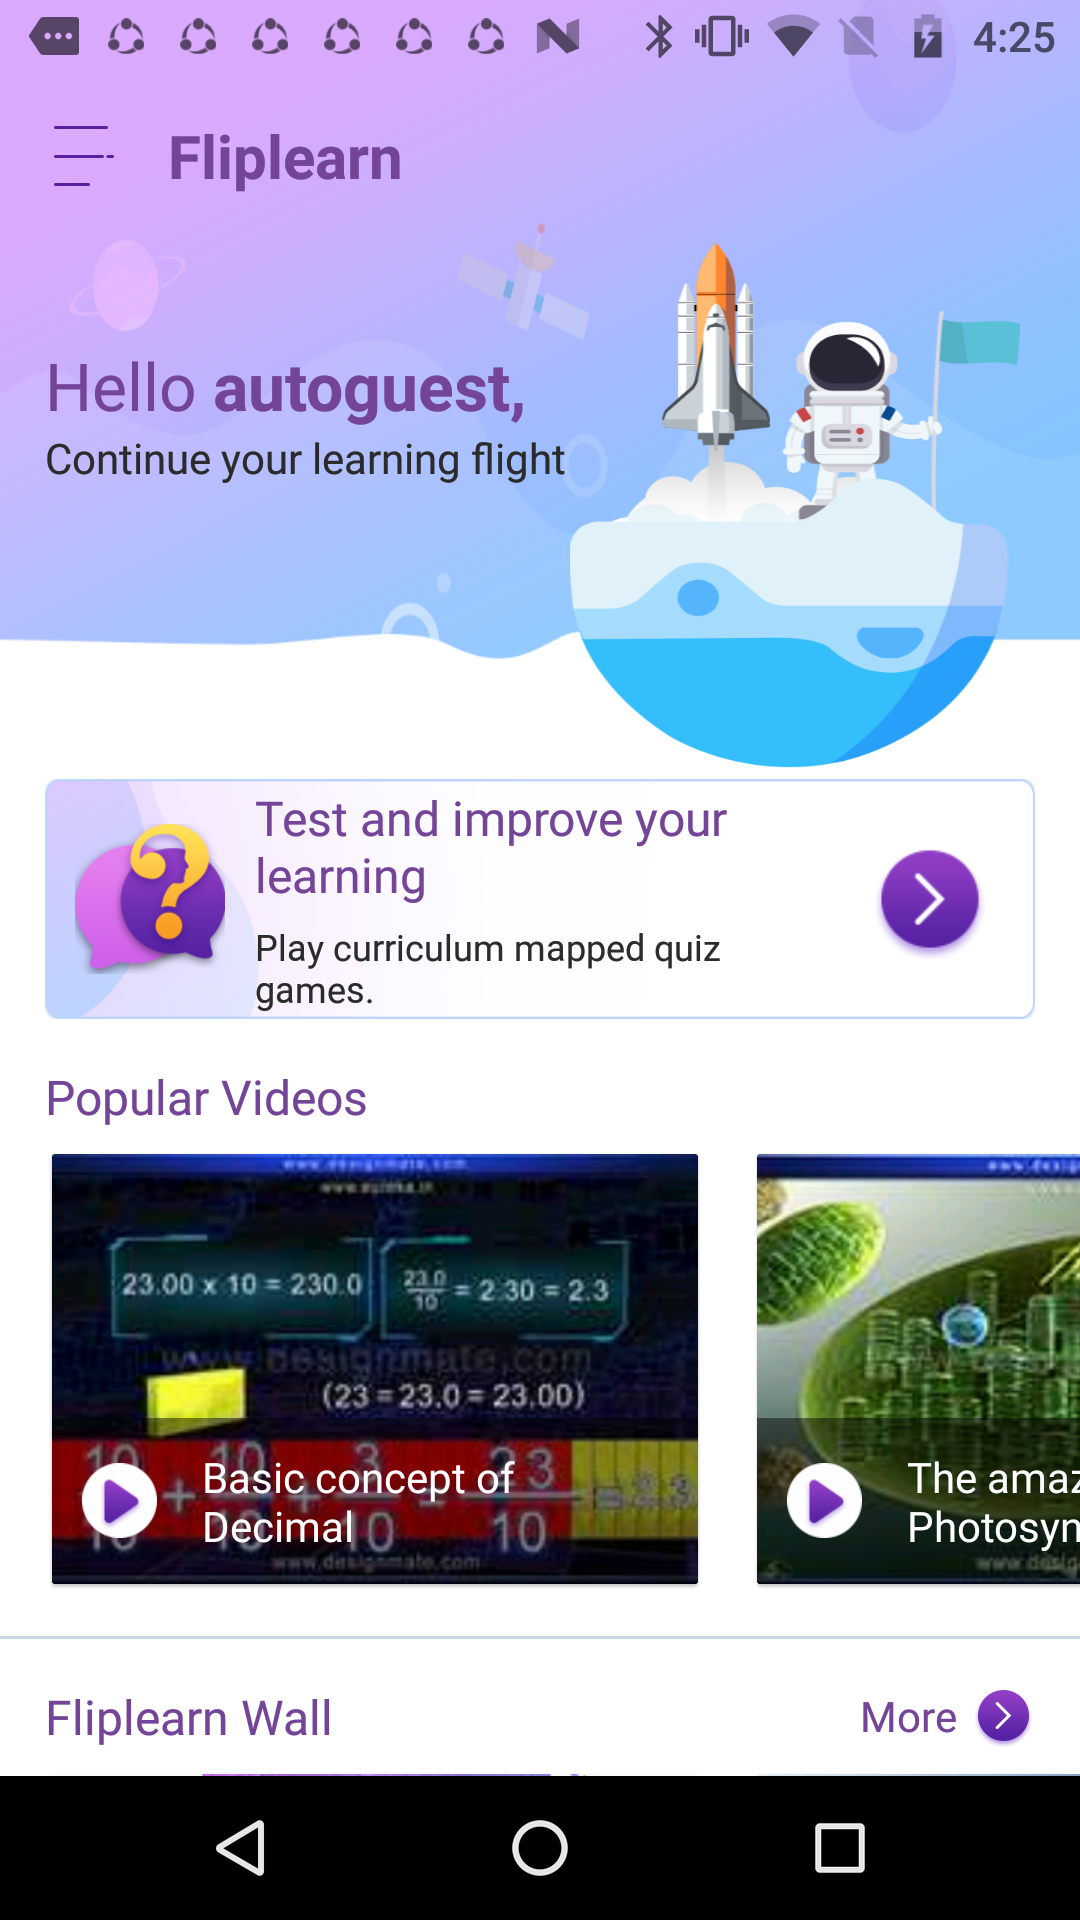 4:25
Fliplearn
Hello autoguest,
Continue your learning flight
Test and improve your
learning
Play curriculum mapped quiz
games.
Popular Videos
www.designmate.com
www.eureka.in
23.00 x 10 = 230.0
23.0/10 = 2.30 = 2.3
www.designmate.com
(23 = 23.0 = 23.00)
Basic concept of
Decimal
www.designmate.com
The amaz
Photosyn
Fliplearn Wall
More